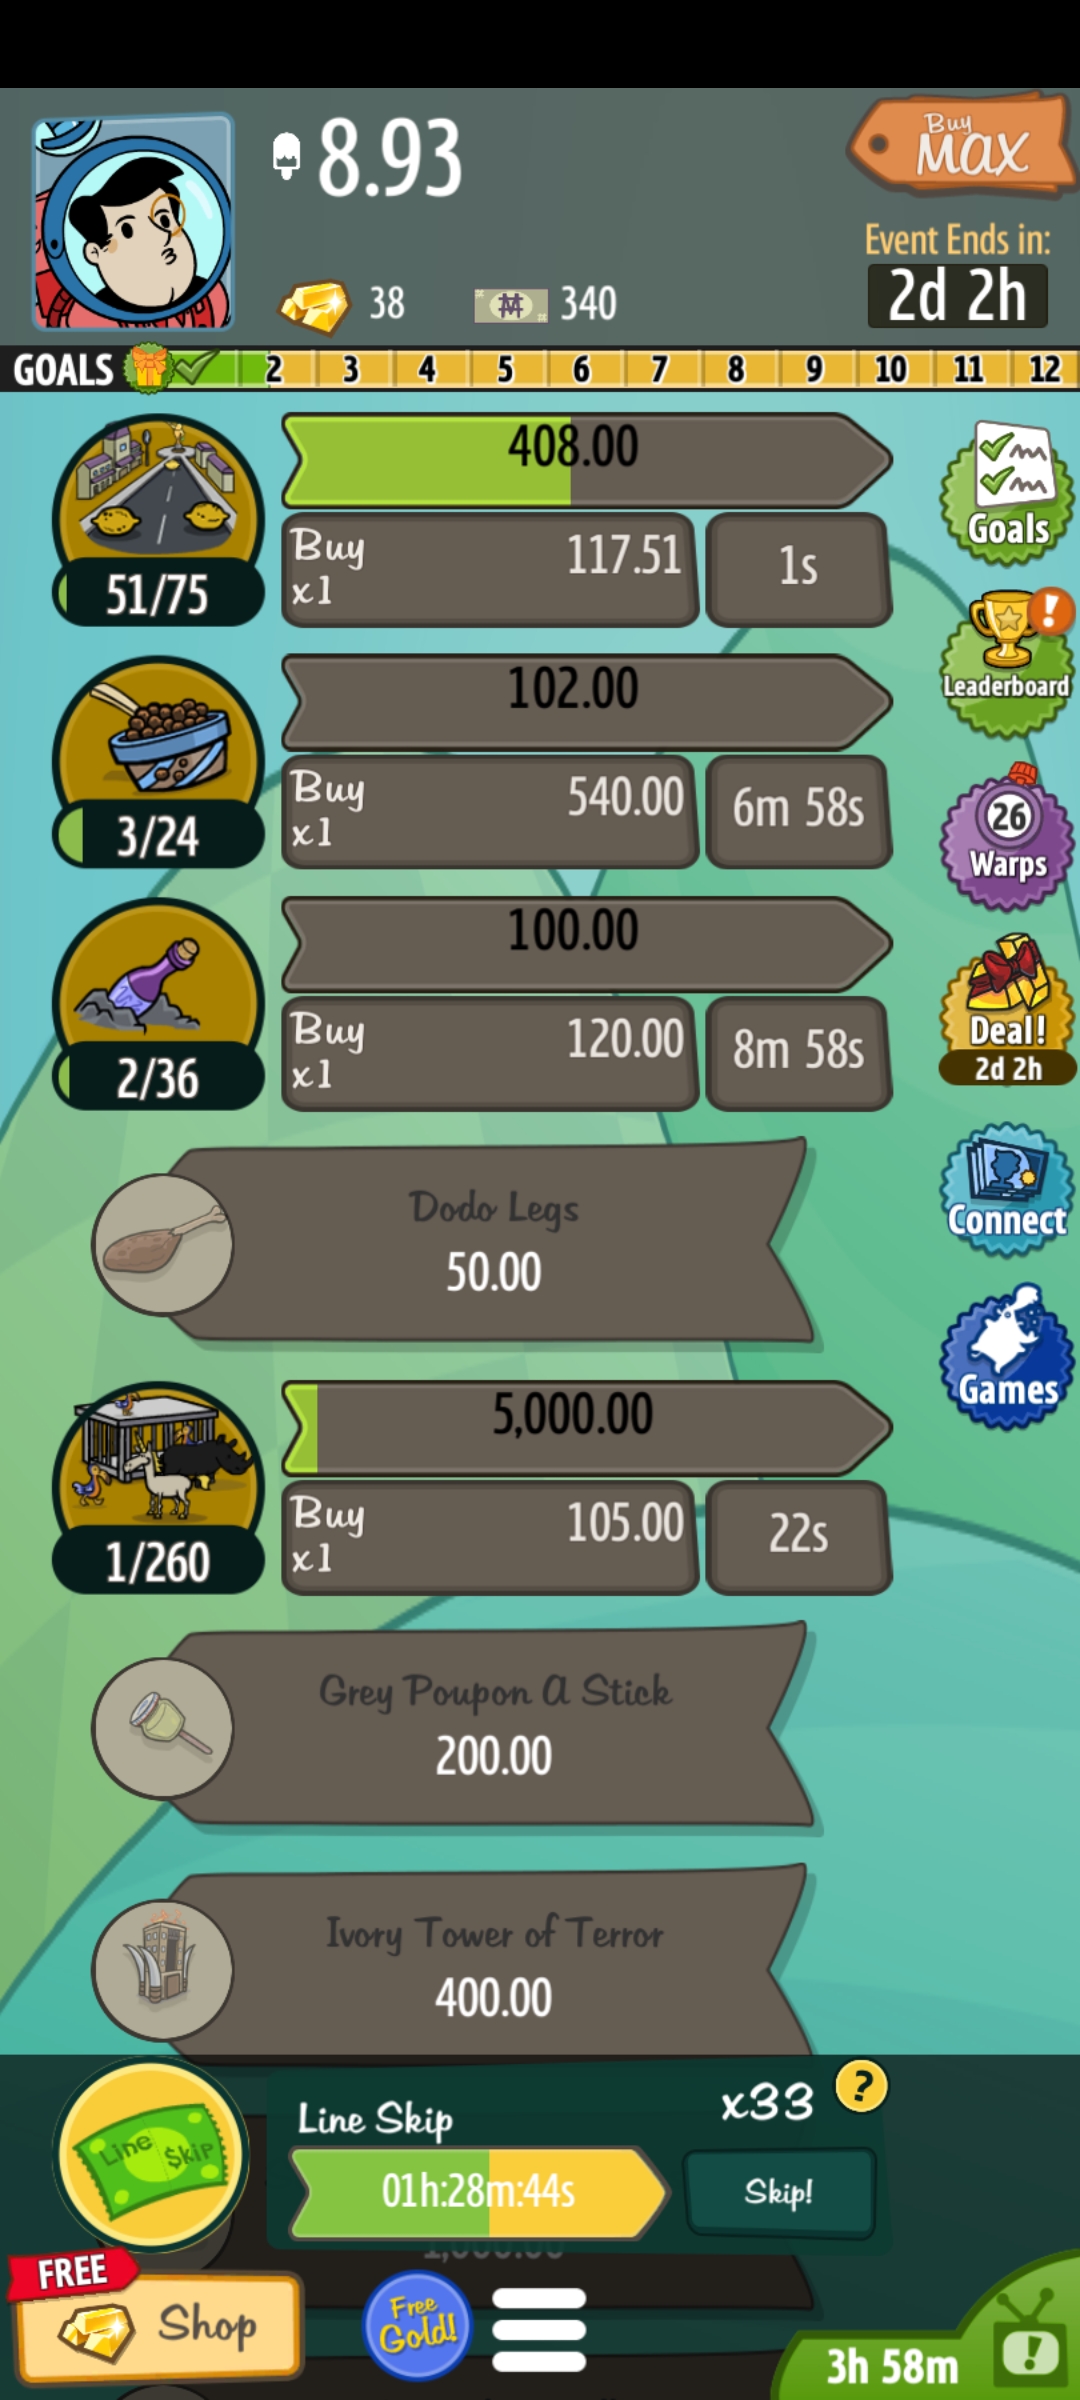 8.93
Buy
MAX
Event Ends in:
2d 2h
38
340
GOALS 2 3 4 5 6 7 8 9 10 11 12
408.00
Buy
x1
117.51
1s
51/75
Goals
Leaderboard
102.00
Buy
x1
540.00
6m 58s
3/24
26
Warps
100.00
Buy
x1
120.00
8m 58s
2/36
Deal!
2d 2h
Dodo Legs
50.00
Connect
Games
5,000.00
Buy
x1
105.00
22s
1/260
Grey Poupon A Stick
200.00
Ivory Tower of Terror
400.00
Line Skip
Line Skip
x33
?
01h:28m:44s
Skip!
1,000.00
FREE
Shop
Free
Gold!
3h 58m